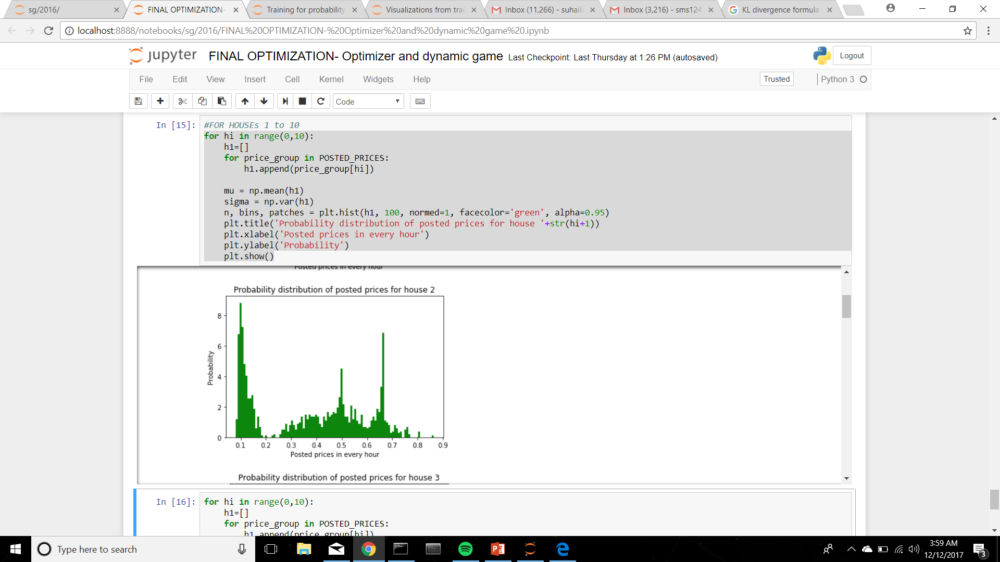 sg/2016/
FINAL OPTIMIZATION-
Training for probability
Visualizations from trai
Inbox (11,266) - suhaila
Inbox (3,216) - sms124
KL divergence formula
localhost:8888/notebooks/sg/2016/FINAL%20OPTIMIZATION-%20Optimizer%20and%20dynamic%20game%20.ipynb
jupyter FINAL OPTIMIZATION- Optimizer and dynamic game Last Checkpoint: Last Thursday at 1:26 PM (autosaved)
Logout
File Edit View Insert Cell Kernel Widgets Help
Trusted
Python 3
Code
In [15]: #FOR HOUSEs 1 to 10
for hi in range(0,10):
h1=[]
for price_group in POSTED_PRICES:
h1.append(price_group[hi])
mu = np.mean(h1)
sigma = np.var(h1)
n, bins, patches = plt.hist(h1, 100, normed=1, facecolor='green', alpha=0.95)
plt.title('Probability distribution of posted prices for house '+str(hi+1))
plt.xlabel('Posted prices in every hour')
plt.ylabel('Probability')
plt.show()
Posted prices in every hour
Probability distribution of posted prices for house 2
8
6
4
2
0
Probability
0.1 0.2 0.3 0.4 0.5 0.6 0.7 0.8 0.9
Posted prices in every hour
Probability distribution of posted prices for house 3
In [16]: for hi in range(0,10):
h1=[]
for price_group in POSTED_PRICES:
h1.append(price_group[hi])
Type here to search
3:59 AM
12/12/2017
3